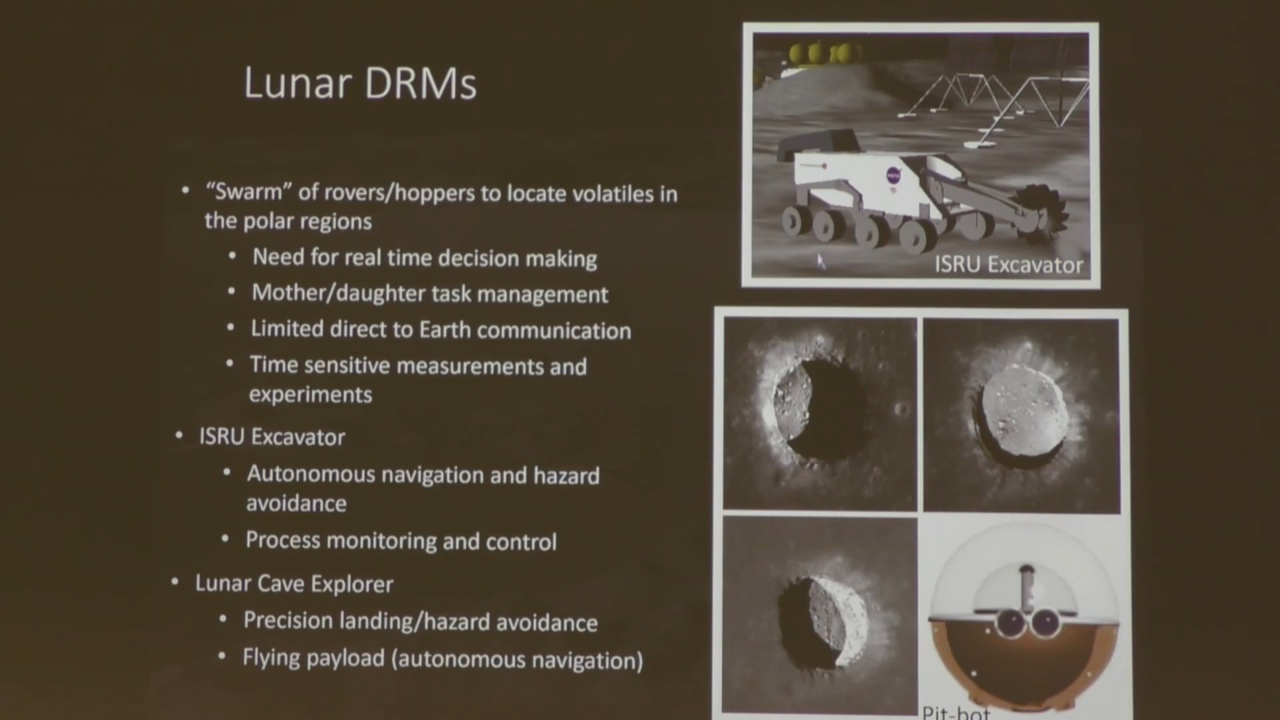 Lunar DRMs
• “Swarm” of rovers/hoppers to locate volatiles in
the polar regions
• Need for real time decision making
• Mother/daughter task management
• Limited direct to Earth communication
• Time sensitive measurements and
experiments
• ISRU Excavator
• Autonomous navigation and hazard
avoidance
• Process monitoring and control
• Lunar Cave Explorer
• Precision landing/hazard avoidance
• Flying payload (autonomous navigation)
NASA
ISRU Excavator
Pit-bot